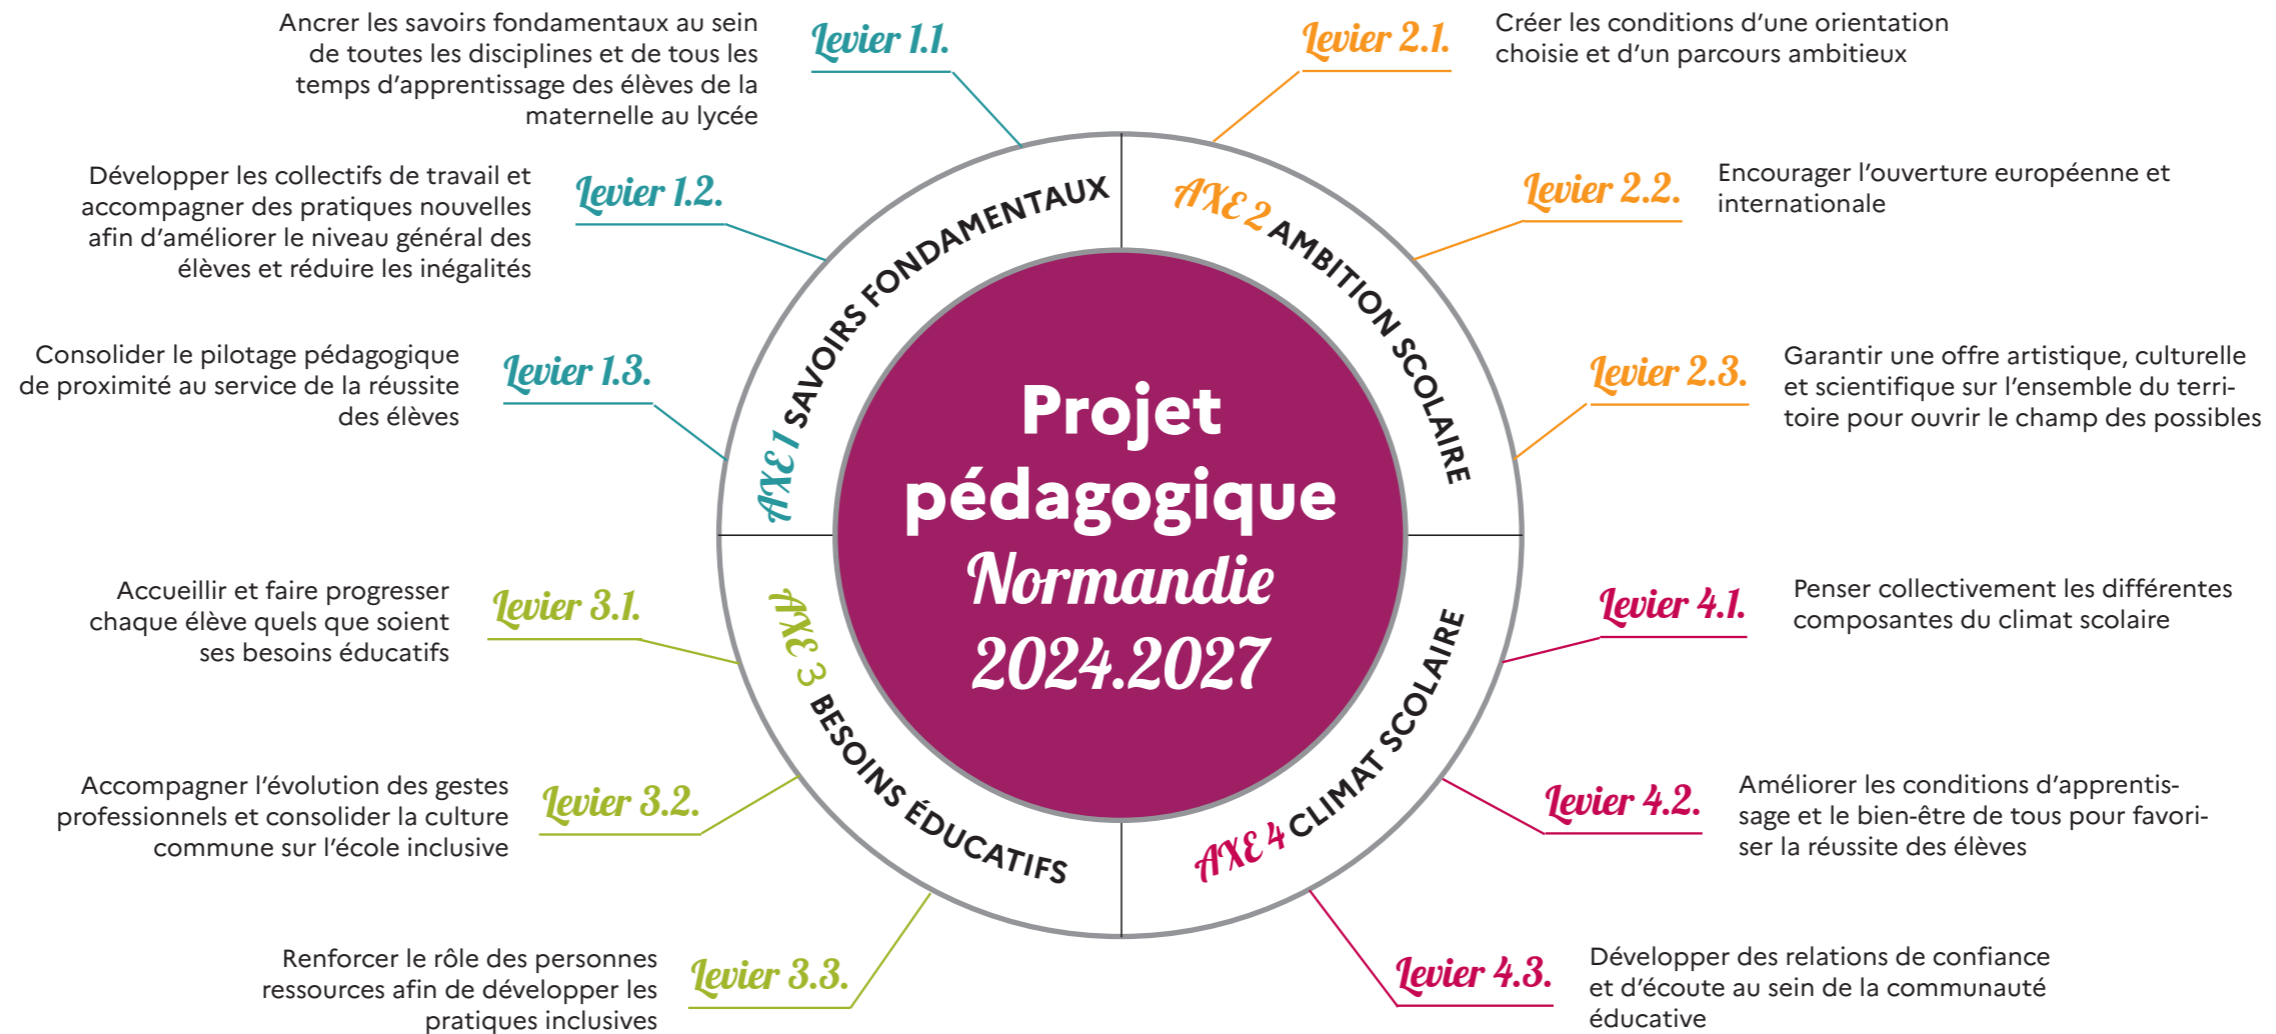 Ancrer les savoirs fondamentaux au sein
de toutes les disciplines et de tous les
temps d’apprentissage des élèves de la
maternelle au lycée
Levier 1.1.
Développer les collectifs de travail et
accompagner des pratiques nouvelles
afin d’améliorer le niveau général des
élèves et réduire les inégalités
Levier 1.2.
Consolider le pilotage pédagogique
de proximité au service de la réussite
des élèves
Levier 1.3.
AXE 1 SAVOIRS FONDAMENTAUX
Levier 2.1.
Créer les conditions d’une orientation
choisie et d’un parcours ambitieux
Levier 2.2.
Encourager l’ouverture européenne et
internationale
Levier 2.3.
Garantir une offre artistique, culturelle
et scientifique sur l’ensemble du terri-
toire pour ouvrir le champ des possibles
AXE 2 AMBITION SCOLAIRE
Projet
pédagogique
Normandie
2024.2027
Accueillir et faire progresser
chaque élève quels que soient
ses besoins éducatifs
Levier 3.1.
Accompagner l’évolution des gestes
professionnels et consolider la culture
commune sur l’école inclusive
Levier 3.2.
Renforcer le rôle des personnes
ressources afin de développer les
pratiques inclusives
Levier 3.3.
AXE 3 BESOINS ÉDUCATIFS
Levier 4.1.
Penser collectivement les différentes
composantes du climat scolaire
Levier 4.2.
Améliorer les conditions d’apprentis-
sage et le bien-être de tous pour favori-
ser la réussite des élèves
Levier 4.3.
Développer des relations de confiance
et d’écoute au sein de la communauté
éducative
AXE 4 CLIMAT SCOLAIRE